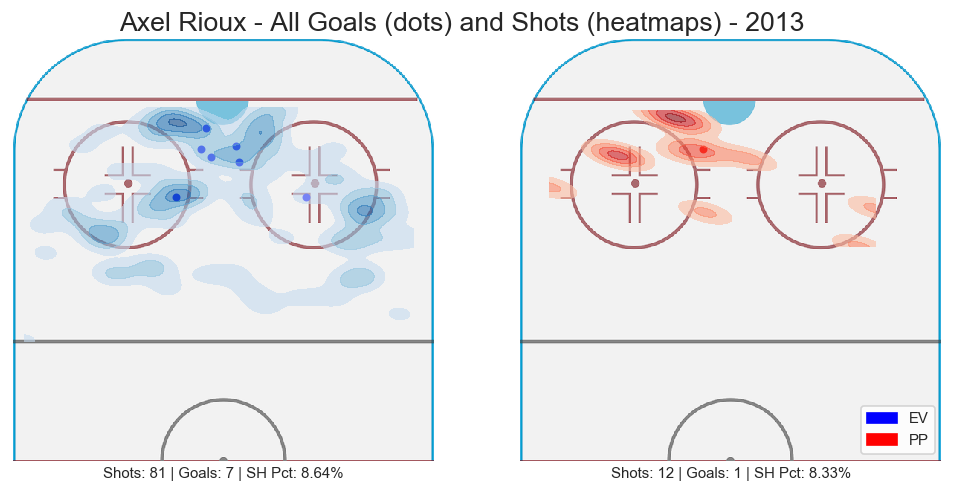 Axel Rioux - All Goals (dots) and Shots (heatmaps) - 2013
EV
PP
Shots: 81 | Goals: 7 | SH Pct: 8.64%
Shots: 12 | Goals: 1 | SH Pct: 8.33%